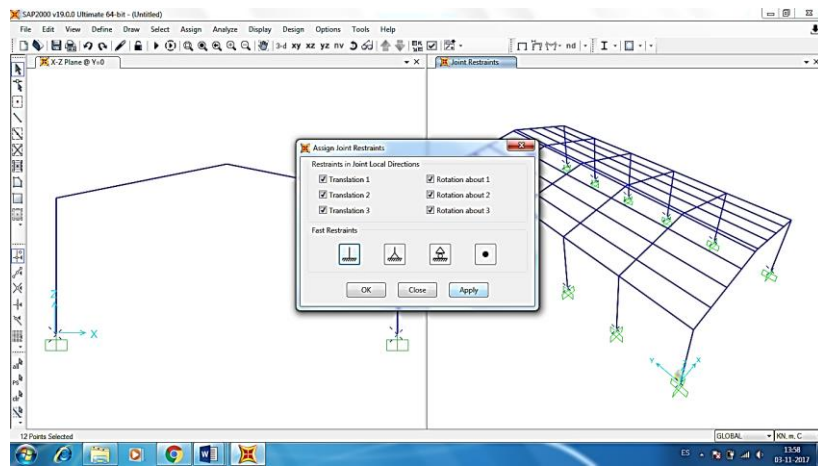 SAP2000 v19.0.0 Ultimate 64-bit - (Untitled)
File Edit View Define Draw Select Assign Analyze Display Design Options Tools Help
3-d xy xz yz nv nd
X-Z Plane @ Y=0
Joint Restraints
Assign Joint Restraints
Restraints in Joint Local Directions
Translation 1 Rotation about 1
Translation 2 Rotation about 2
Translation 3 Rotation about 3
Fast Restraints
OK Close Apply
Z
X
Y
X
12 Points Selected
GLOBAL KN, m, C
ES 13:58
03-11-2017